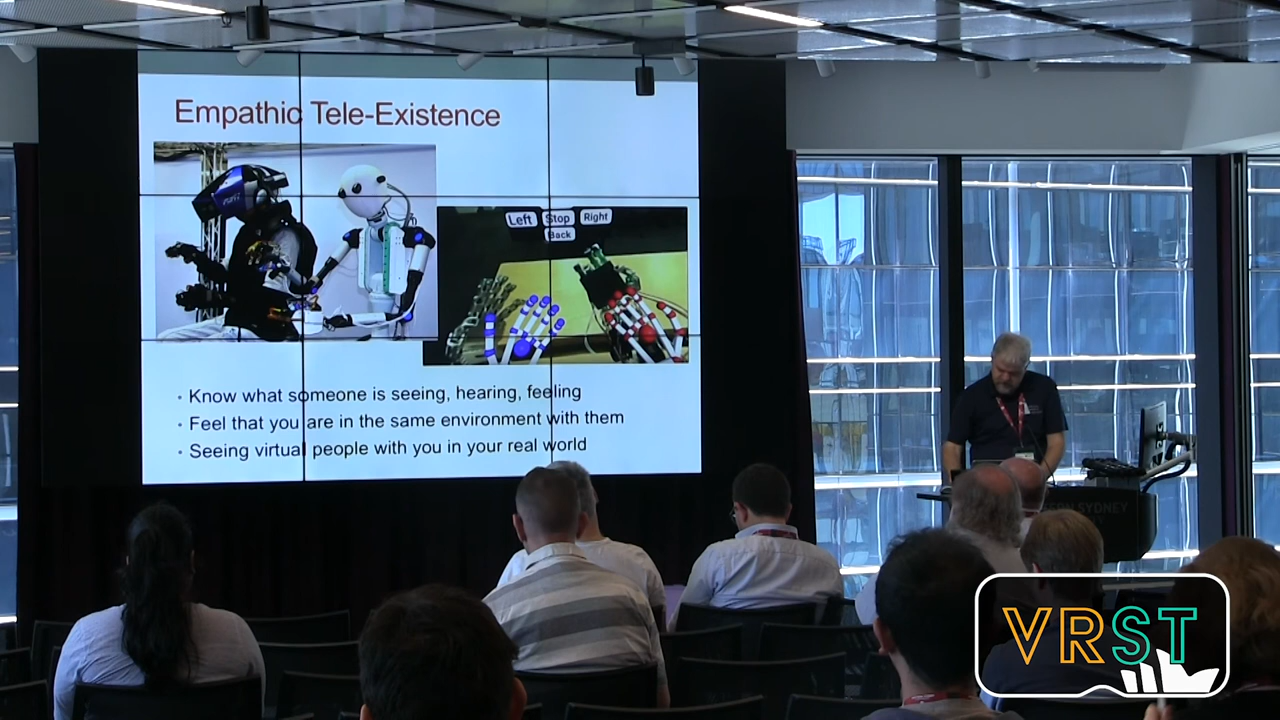 Empathic Tele-Existence
Left Stop Right
Back
• Know what someone is seeing, hearing, feeling
• Feel that you are in the same environment with them
• Seeing virtual people with you in your real world
SYDNEY
VRST